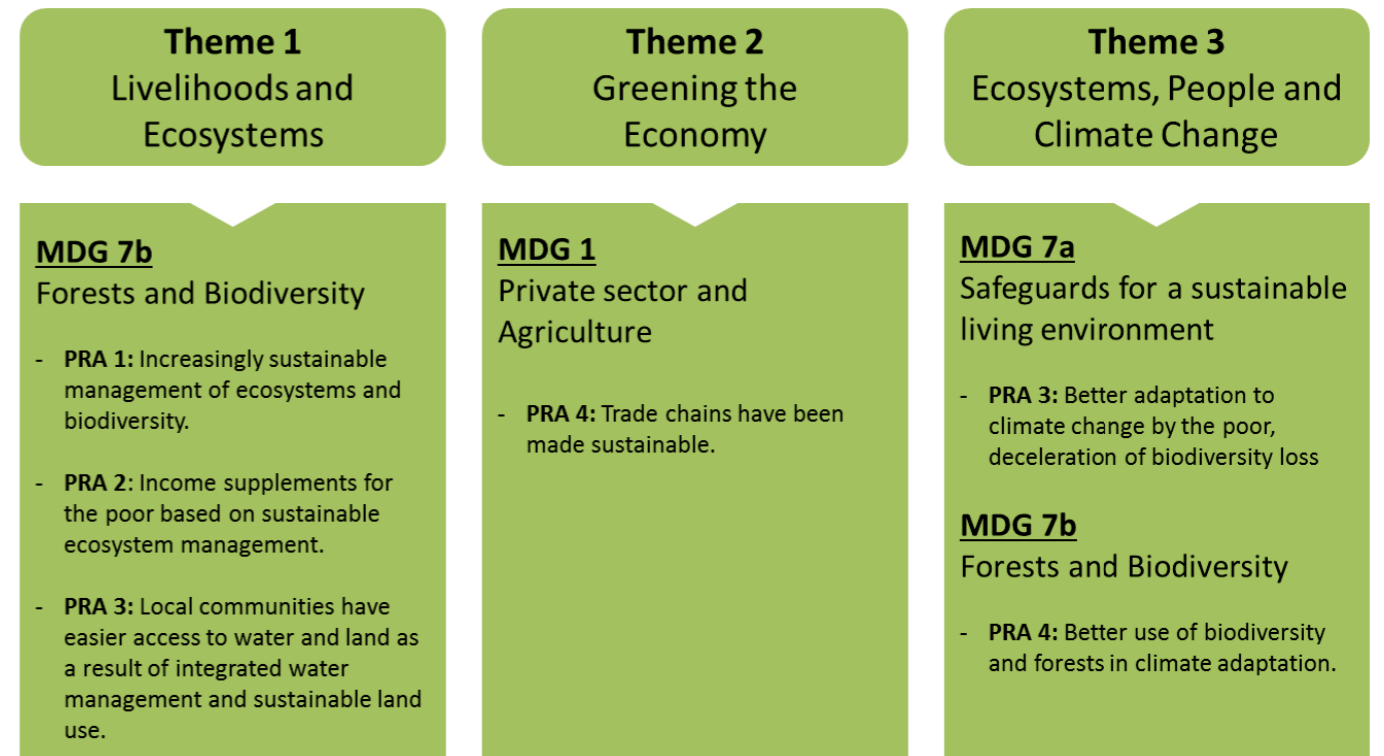 Theme 1
Livelihoods and
Ecosystems
Theme 2
Greening the
Economy
Theme 3
Ecosystems, People and
Climate Change
MDG 7b
Forests and Biodiversity
- PRA 1: Increasingly sustainable
management of ecosystems and
biodiversity.
- PRA 2: Income supplements for
the poor based on sustainable
ecosystem management.
- PRA 3: Local communities have
easier access to water and land as
a result of integrated water
management and sustainable land
use.
MDG 1
Private sector and
Agriculture
- PRA 4: Trade chains have been
made sustainable.
MDG 7a
Safeguards for a sustainable
living environment
- PRA 3: Better adaptation to
climate change by the poor,
deceleration of biodiversity loss
MDG 7b
Forests and Biodiversity
- PRA 4: Better use of biodiversity
and forests in climate adaptation.